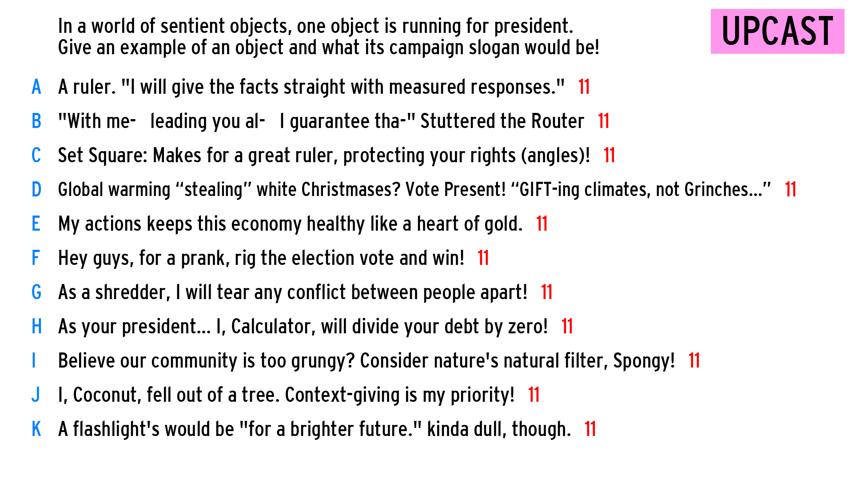 In a world of sentient objects, one object is running for president.
Give an example of an object and what its campaign slogan would be!
UPCAST
A A ruler. "I will give the facts straight with measured responses." 11
B "With me-  leading you al-  I guarantee tha-" Stuttered the Router 11
C Set Square: Makes for a great ruler, protecting your rights (angles)! 11
D Global warming “stealing” white Christmases? Vote Present! “GIFT-ing climates, not Grinches...” 11
E My actions keeps this economy healthy like a heart of gold. 11
F Hey guys, for a prank, rig the election vote and win! 11
G As a shredder, I will tear any conflict between people apart! 11
H As your president... I, Calculator, will divide your debt by zero! 11
I Believe our community is too grungy? Consider nature's natural filter, Spongy! 11
J I, Coconut, fell out of a tree. Context-giving is my priority! 11
K A flashlight's would be "for a brighter future." kinda dull, though. 11